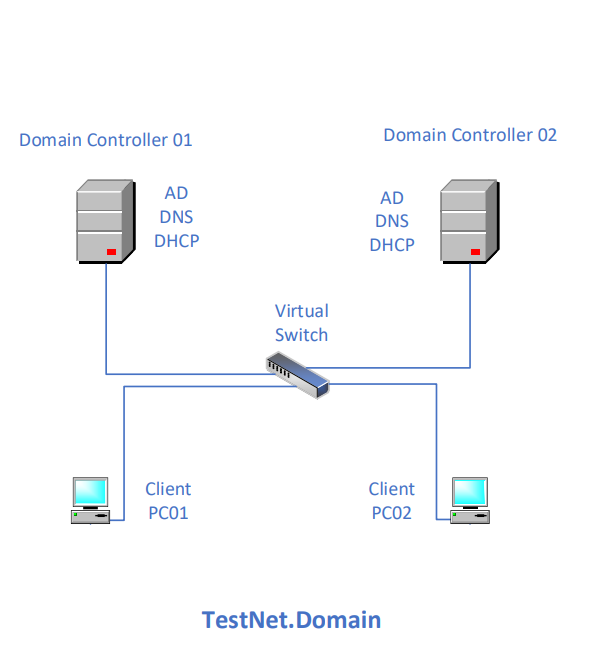 Domain Controller 01
Domain Controller 02
AD
DNS
DHCP
AD
DNS
DHCP
Virtual
Switch
Client
PC01
Client
PC02
TestNet.Domain